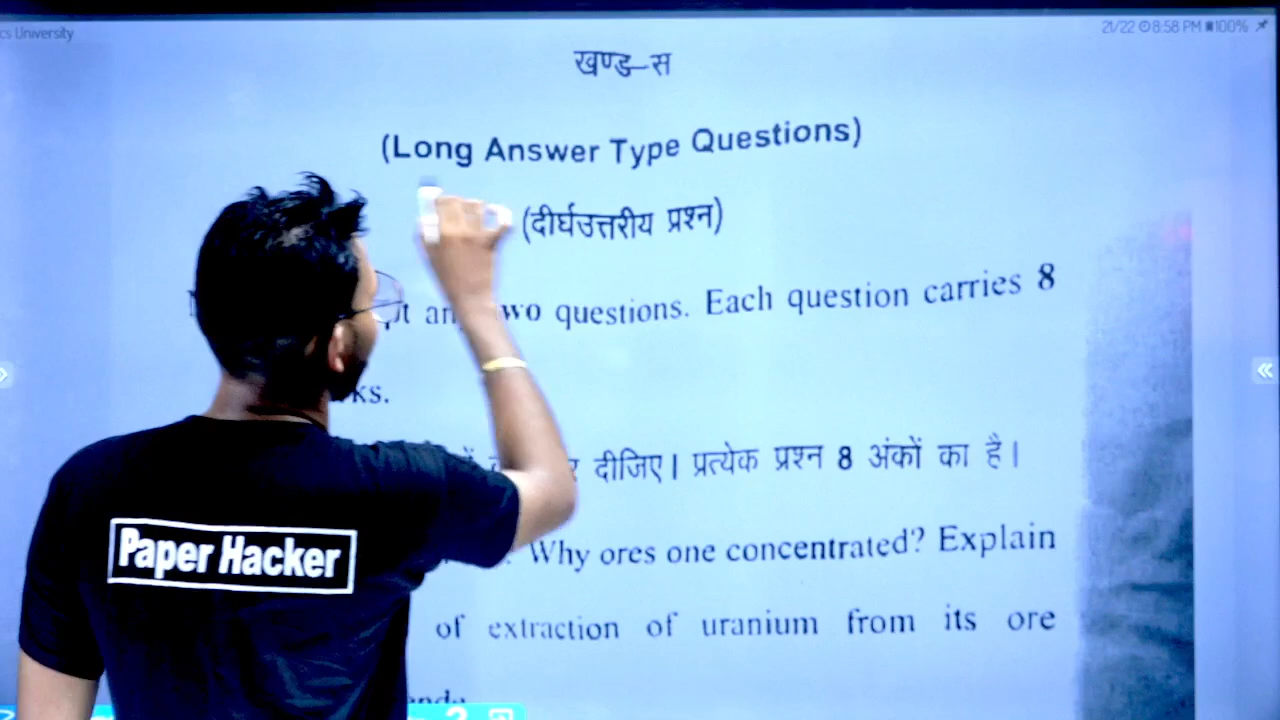 cs University
21/22 8:58 PM 100%
खण्ड–स
(Long Answer Type Questions)
(दीर्घउत्तरीय प्रश्न)
questions. Each question carries 8
दीजिए। प्रत्येक प्रश्न 8 अंकों का है।
Why ores one concentrated? Explain
of extraction of uranium from its ore
Paper Hacker